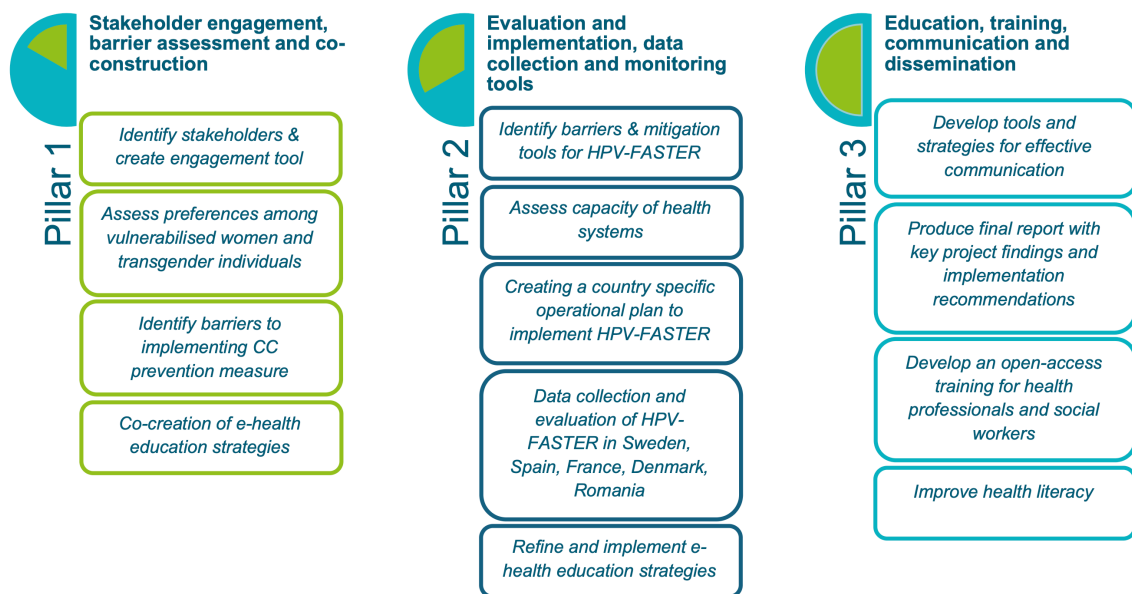 Stakeholder engagement,
barrier assessment and co-
construction
Pillar 1
Identify stakeholders &
create engagement tool
Assess preferences among
vulnerabilised women and
transgender individuals
Identify barriers to
implementing CC
prevention measure
Co-creation of e-health
education strategies
Evaluation and
implementation, data
collection and monitoring
tools
Pillar 2
Identify barriers & mitigation
tools for HPV-FASTER
Assess capacity of health
systems
Creating a country specific
operational plan to
implement HPV-FASTER
Data collection and
evaluation of HPV-
FASTER in Sweden,
Spain, France, Denmark,
Romania
Refine and implement e-
health education strategies
Education, training,
communication and
dissemination
Pillar 3
Develop tools and
strategies for effective
communication
Produce final report with
key project findings and
implementation
recommendations
Develop an open-access
training for health
professionals and social
workers
Improve health literacy